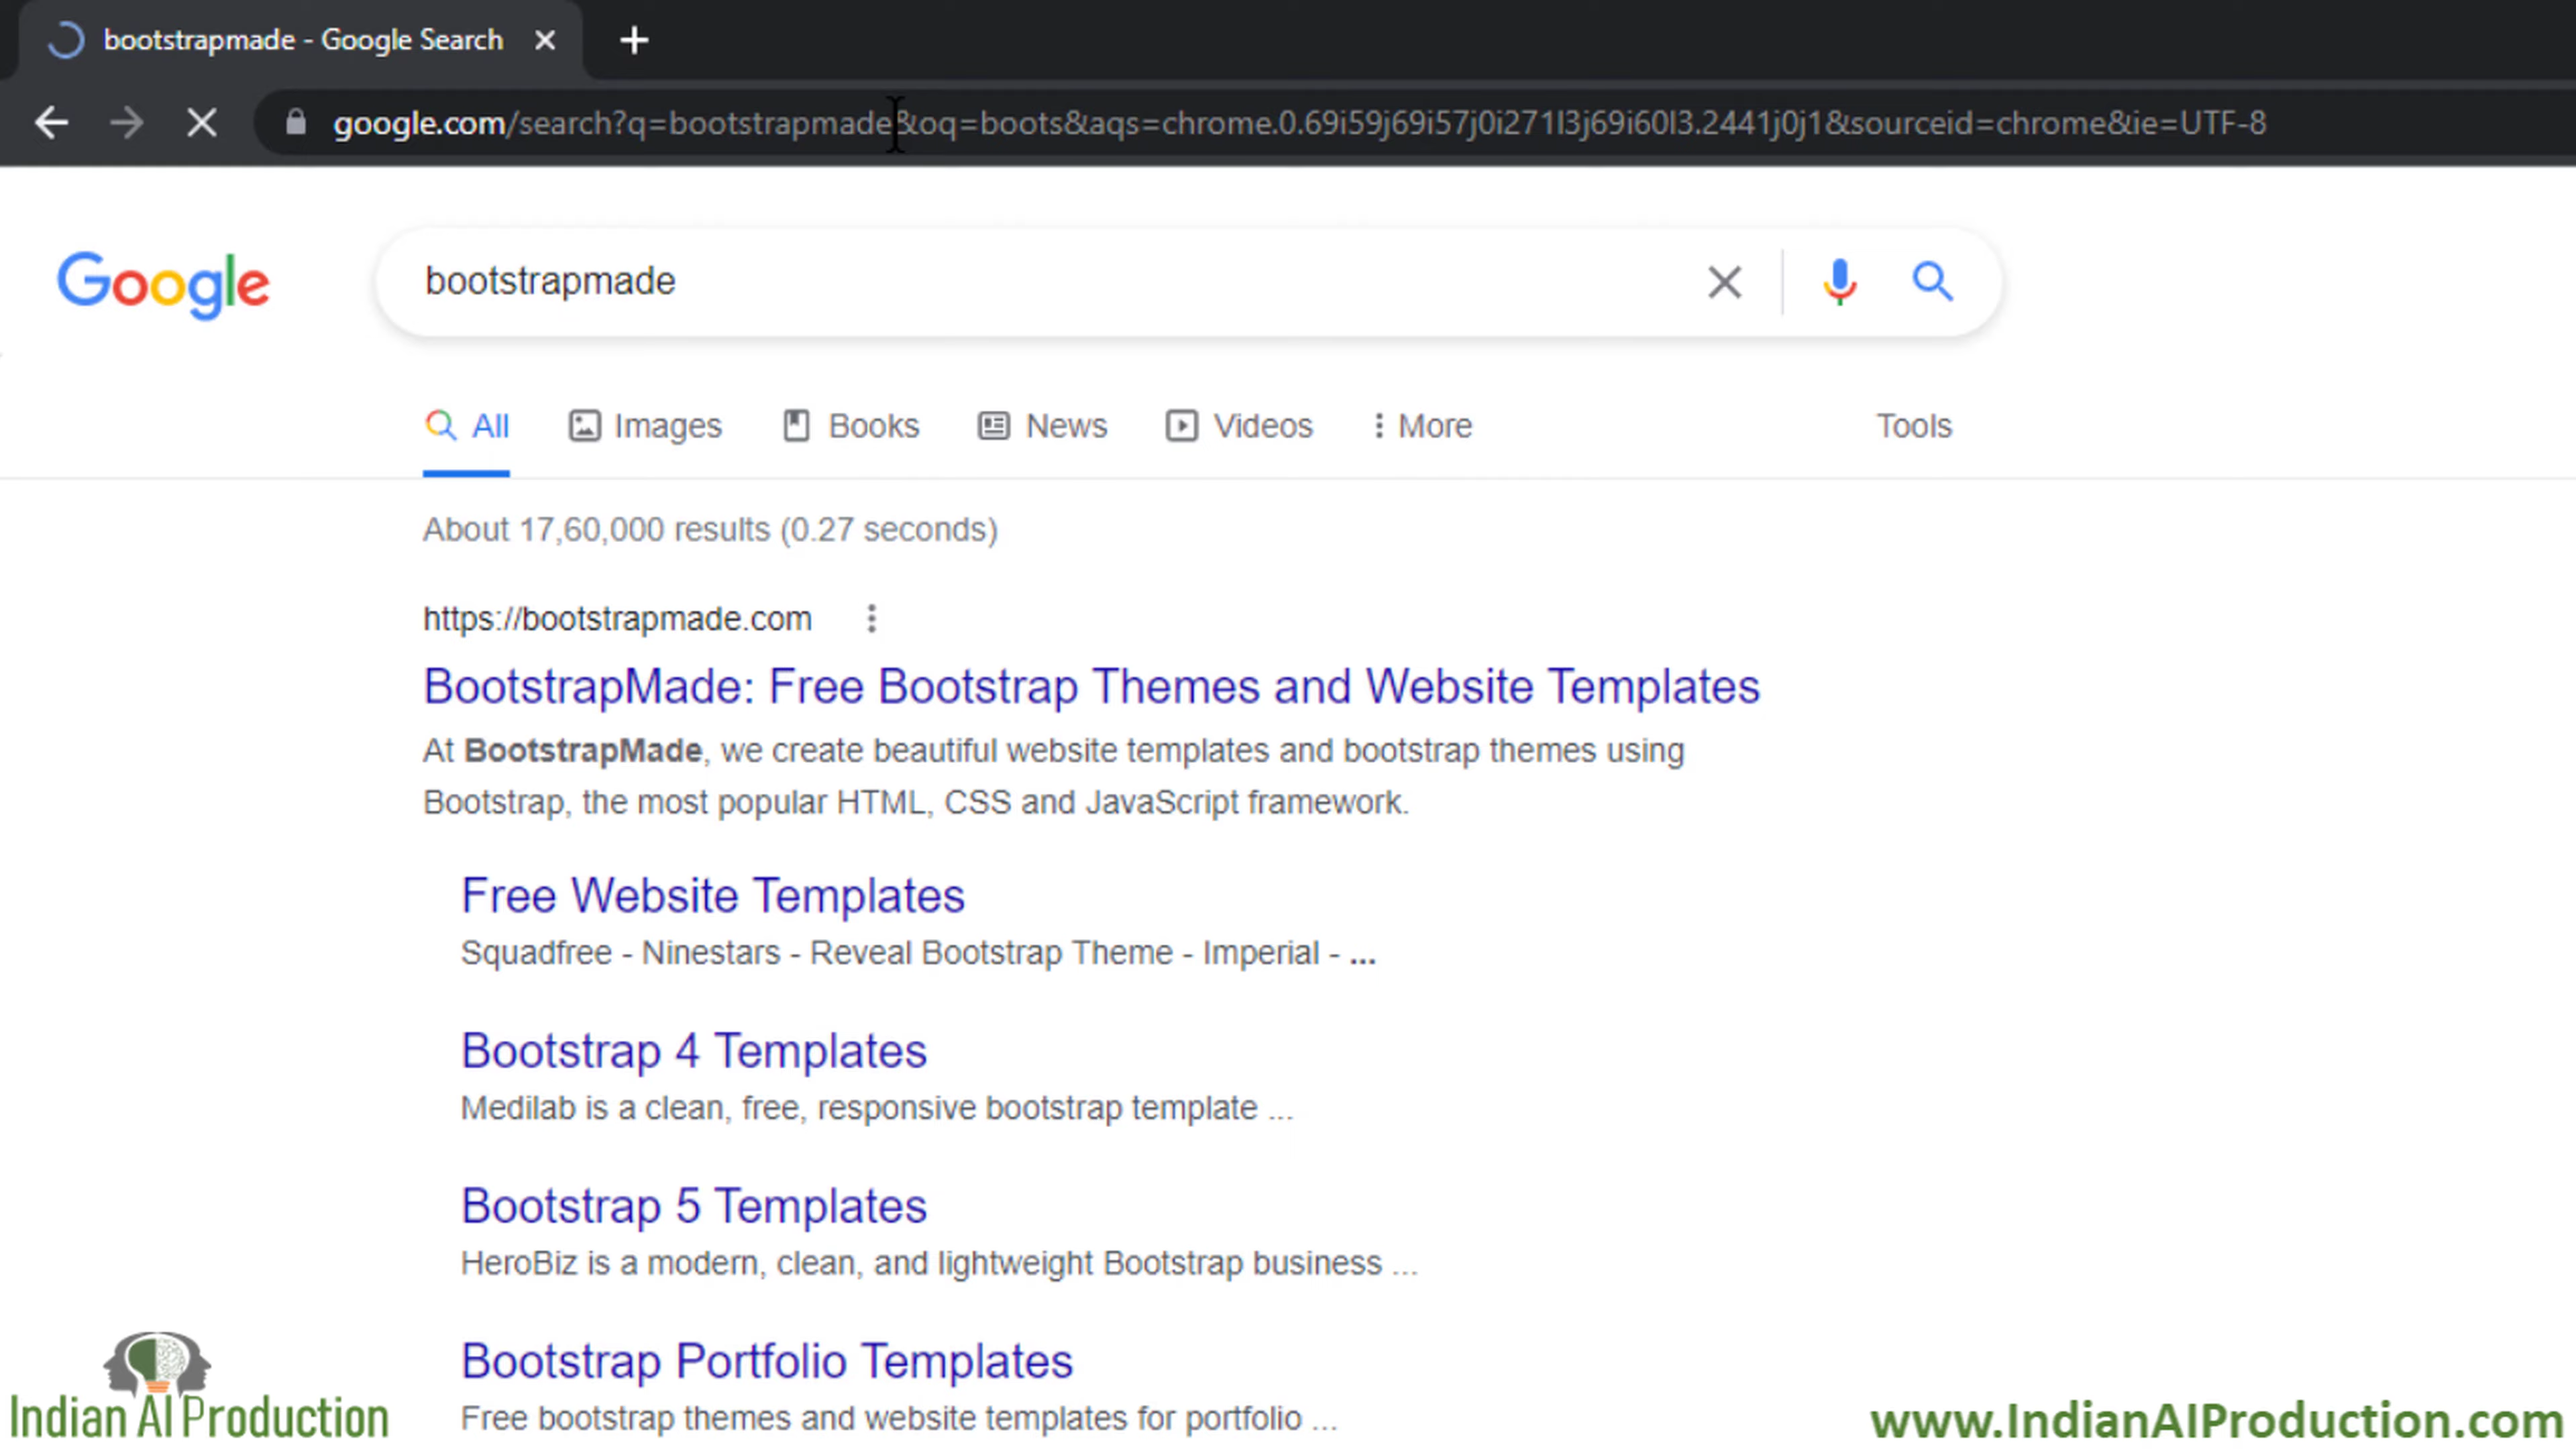 bootstrapmade - Google Search
google.com/search?q=bootstrapmade&oq=boots&aqs=chrome.0.69i59j69i57j0i271l3j69i60l3.2441j0j1&sourceid=chrome&ie=UTF-8
Google
bootstrapmade
All Images Books News Videos More Tools
About 17,60,000 results (0.27 seconds)
https://bootstrapmade.com
BootstrapMade: Free Bootstrap Themes and Website Templates
At BootstrapMade, we create beautiful website templates and bootstrap themes using
Bootstrap, the most popular HTML, CSS and JavaScript framework.
Free Website Templates
Squadfree - Ninestars - Reveal Bootstrap Theme - Imperial - ...
Bootstrap 4 Templates
Medilab is a clean, free, responsive bootstrap template ...
Bootstrap 5 Templates
HeroBiz is a modern, clean, and lightweight Bootstrap business ...
Bootstrap Portfolio Templates
Free bootstrap themes and website templates for portfolio ...
Indian AI Production
www.IndianAIProduction.com